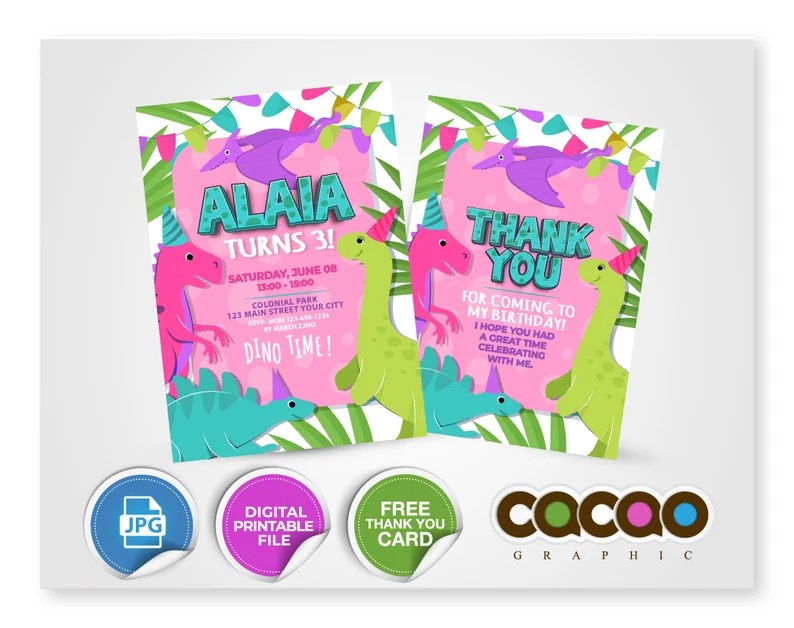 ALAIA
TURNS 3!
SATURDAY, JUNE 08
13:00 - 15:00
COLONIAL PARK
123 MAIN STREET YOUR CITY
RSVP: MOM 123-456-1234
BY MARCH 22ND
DINO TIME!
THANK
YOU
FOR COMING TO
MY BIRTHDAY!
I HOPE YOU HAD
A GREAT TIME
CELEBRATING
WITH ME.
JPG
DIGITAL
PRINTABLE
FILE
FREE
THANK YOU
CARD
cacao
GRAPHIC